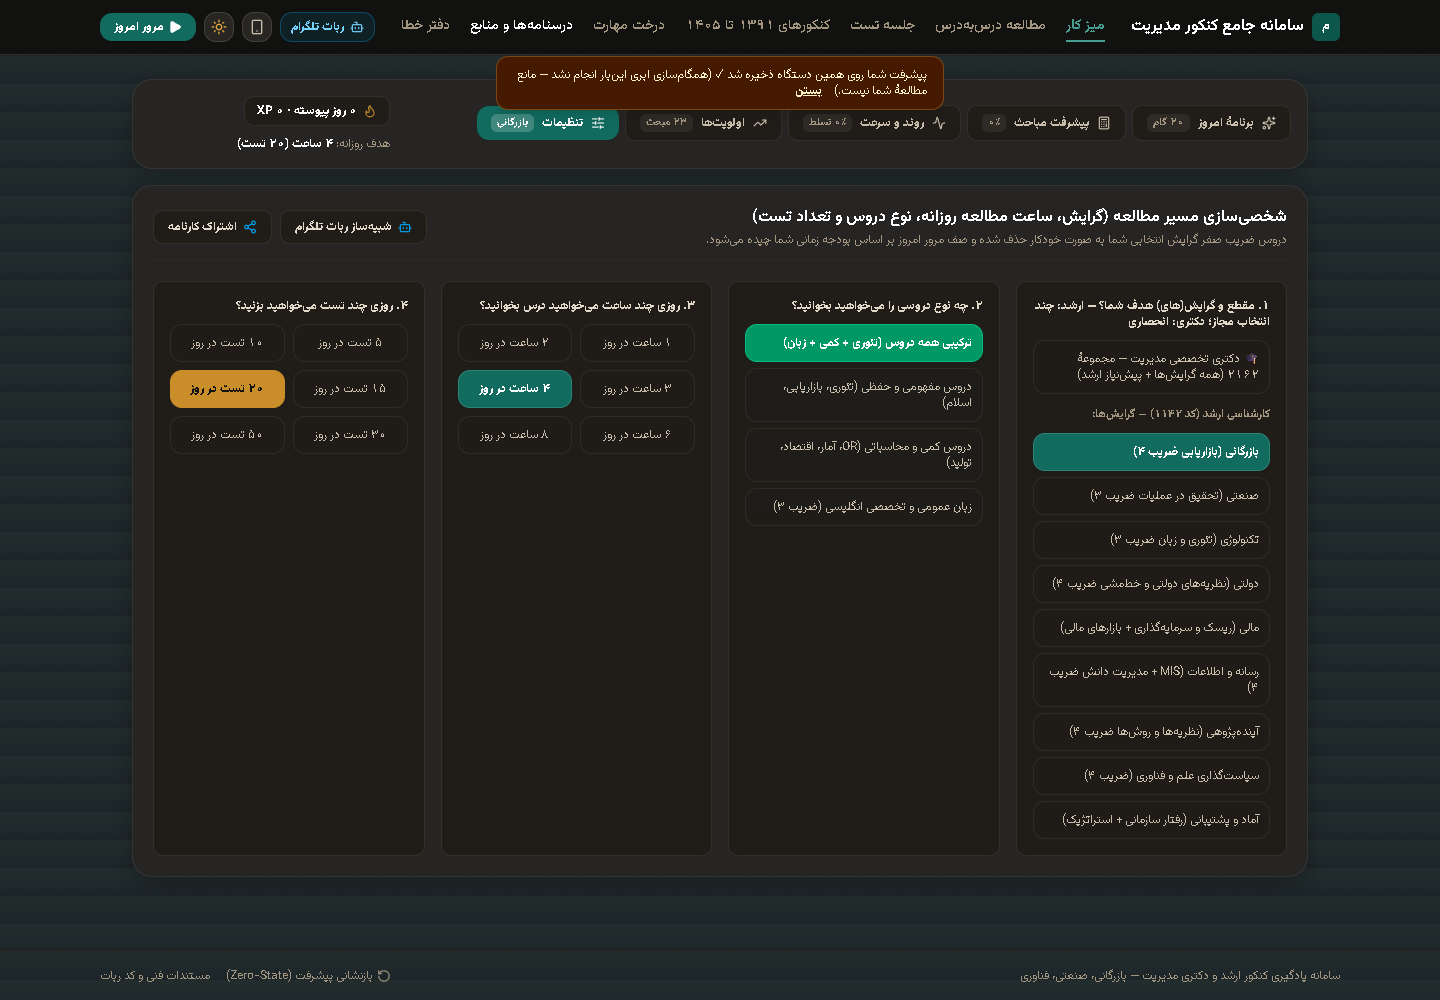 م
سامانه جامع کنکور مدیریت
میز کار
مطالعه درس‌به‌درس
جلسه تست
کنکورهای ۱۳۹۱ تا ۱۴۰۵
درخت مهارت
درسنامه‌ها و منابع
دفتر خطا
ربات تلگرام
مرور امروز
پیشرفت شما روی همین دستگاه ذخیره شد ✓ (همگام‌سازی ابری این‌بار انجام نشد — مانع
مطالعهٔ شما نیست.) بستن
برنامهٔ امروز ۲۰ گام
پیشرفت مباحث ۰٪
روند و سرعت ۰٪ تسلط
اولویت‌ها ۲۳ مبحث
تنظیمات بازرگانی
۰ روز پیوسته · ۰ XP
هدف روزانه: ۴ ساعت (۲۰ تست)
شخصی‌سازی مسیر مطالعه (گرایش، ساعت مطالعه روزانه، نوع دروس و تعداد تست)
دروس ضریب صفر گرایش انتخابی شما به صورت خودکار حذف شده و صف مرور امروز بر اساس بودجه زمانی شما چیده می‌شود.
شبیه‌ساز ربات تلگرام
اشتراک کارنامه
۱. مقطع و گرایش(های) هدف شما؟ — ارشد: چند
انتخاب مجاز؛ دکتری: انحصاری
🎓 دکتری تخصصی مدیریت — مجموعهٔ
۲۱۶۲ (همه گرایش‌ها + پیش‌نیاز ارشد)
کارشناسی ارشد (کد ۱۱۴۲) — گرایش‌ها:
بازرگانی (بازاریابی ضریب ۴)
صنعتی (تحقیق در عملیات ضریب ۳)
تکنولوژی (تئوری و زبان ضریب ۳)
دولتی (نظریه‌های دولتی و خط‌مشی ضریب ۴)
مالی (ریسک و سرمایه‌گذاری + بازارهای مالی)
رسانه و اطلاعات (MIS + مدیریت دانش ضریب
۴)
آینده‌پژوهی (نظریه‌ها و روش‌ها ضریب ۴)
سیاست‌گذاری علم و فناوری (ضریب ۴)
آماد و پشتیبانی (رفتار سازمانی + استراتژیک)
۲. چه نوع دروسی را می‌خواهید بخوانید؟
ترکیبی همه دروس (تئوری + کمی + زبان)
دروس مفهومی و حفظی (تئوری، بازاریابی،
اسلام)
دروس کمی و محاسباتی (OR، آمار، اقتصاد،
تولید)
زبان عمومی و تخصصی انگلیسی (ضریب ۳)
۳. روزی چند ساعت می‌خواهید درس بخوانید؟
۱ ساعت در روز
۲ ساعت در روز
۳ ساعت در روز
۴ ساعت در روز
۶ ساعت در روز
۸ ساعت در روز
۴. روزی چند تست می‌خواهید بزنید؟
۵ تست در روز
۱۰ تست در روز
۱۵ تست در روز
۲۰ تست در روز
۳۰ تست در روز
۵۰ تست در روز
سامانه یادگیری کنکور ارشد و دکتری مدیریت — بازرگانی، صنعتی، فناوری
بازنشانی پیشرفت (Zero-State)
مستندات فنی و کد ربات